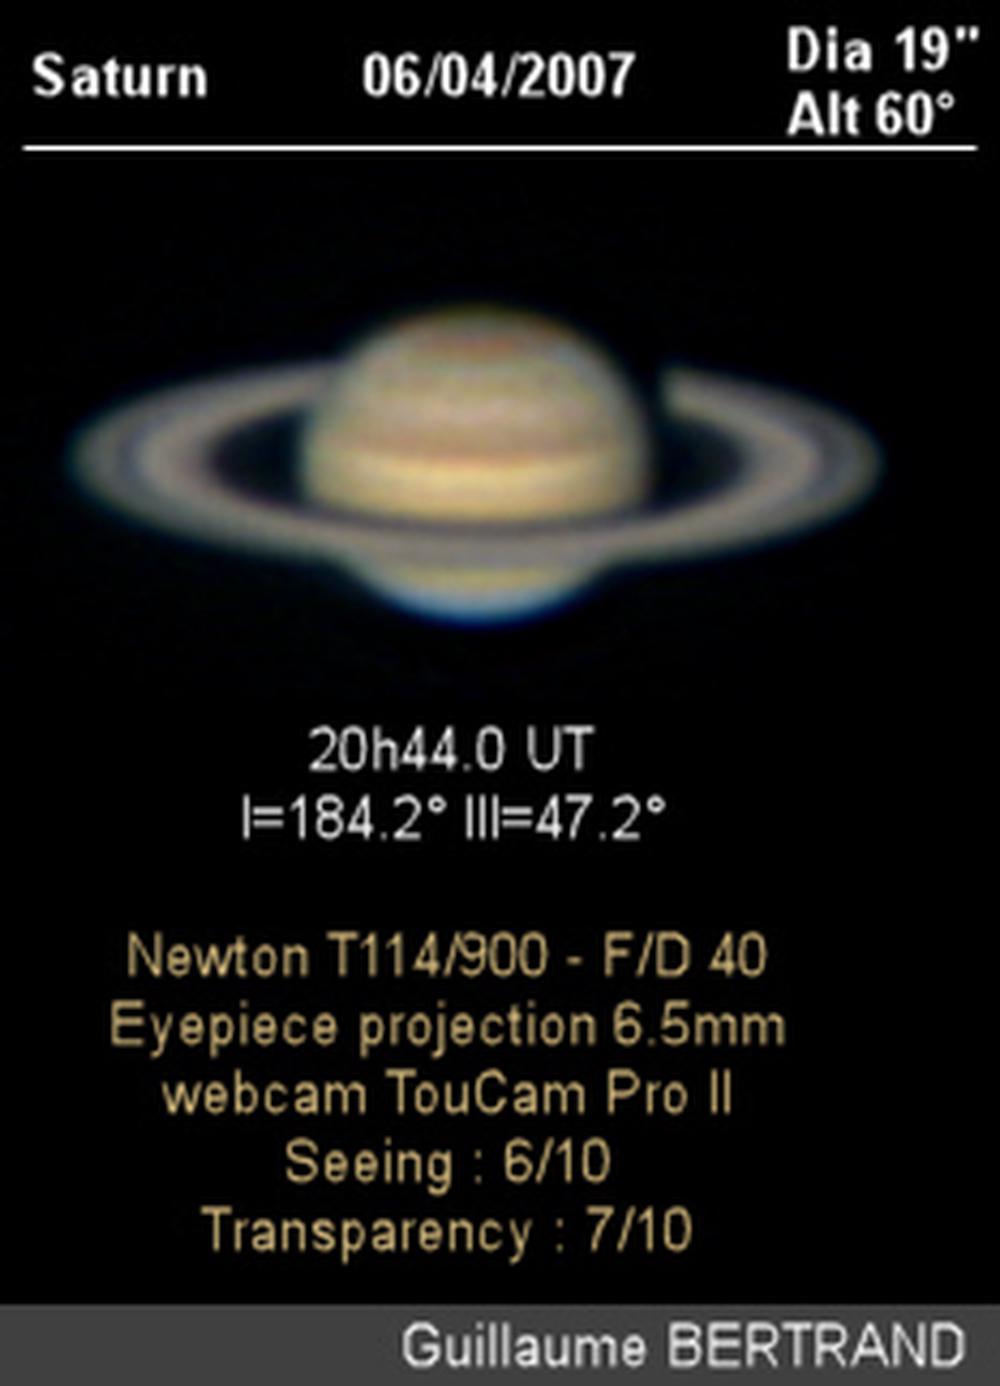 Saturn 06/04/2007 Dia 19"
Alt 60°
20h44.0 UT
I=184.2° III=47.2°
Newton T114/900 - F/D 40
Eyepiece projection 6.5mm
webcam TouCam Pro II
Seeing : 6/10
Transparency : 7/10
Guillaume BERTRAND